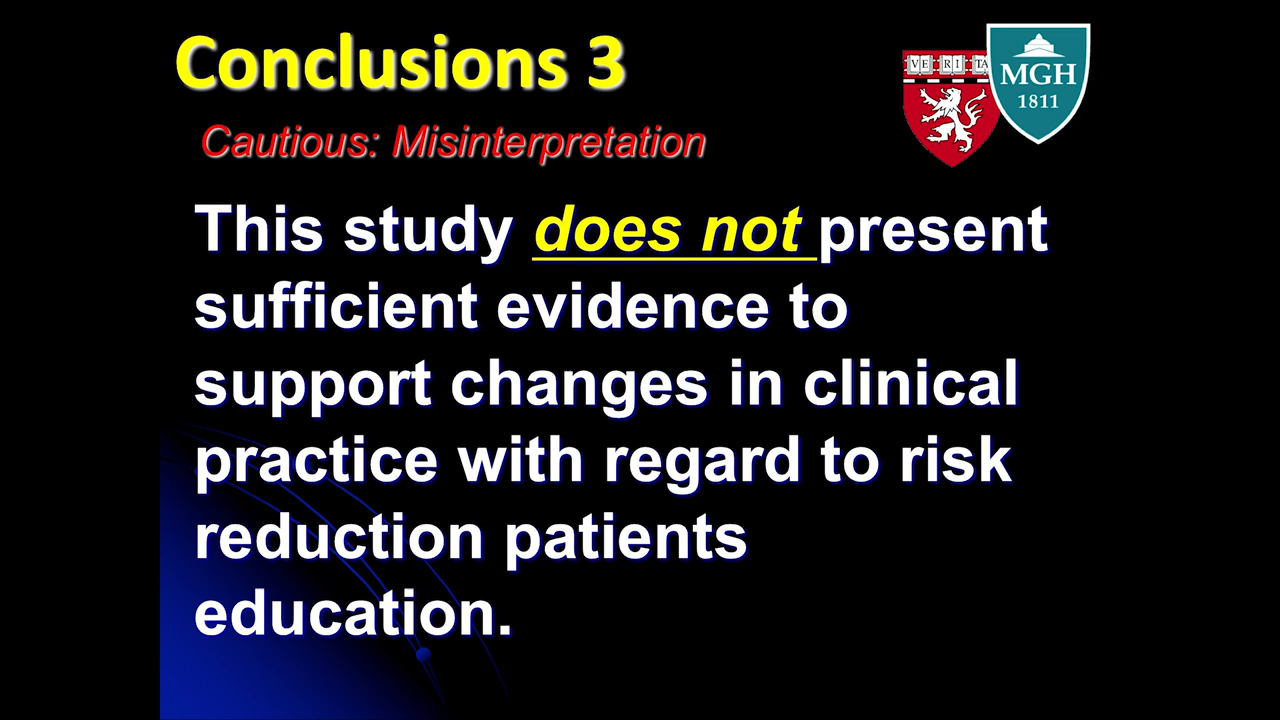 Conclusions 3
VE RI TA
MGH
1811
Cautious: Misinterpretation
This study does not present
sufficient evidence to
support changes in clinical
practice with regard to risk
reduction patients
education.